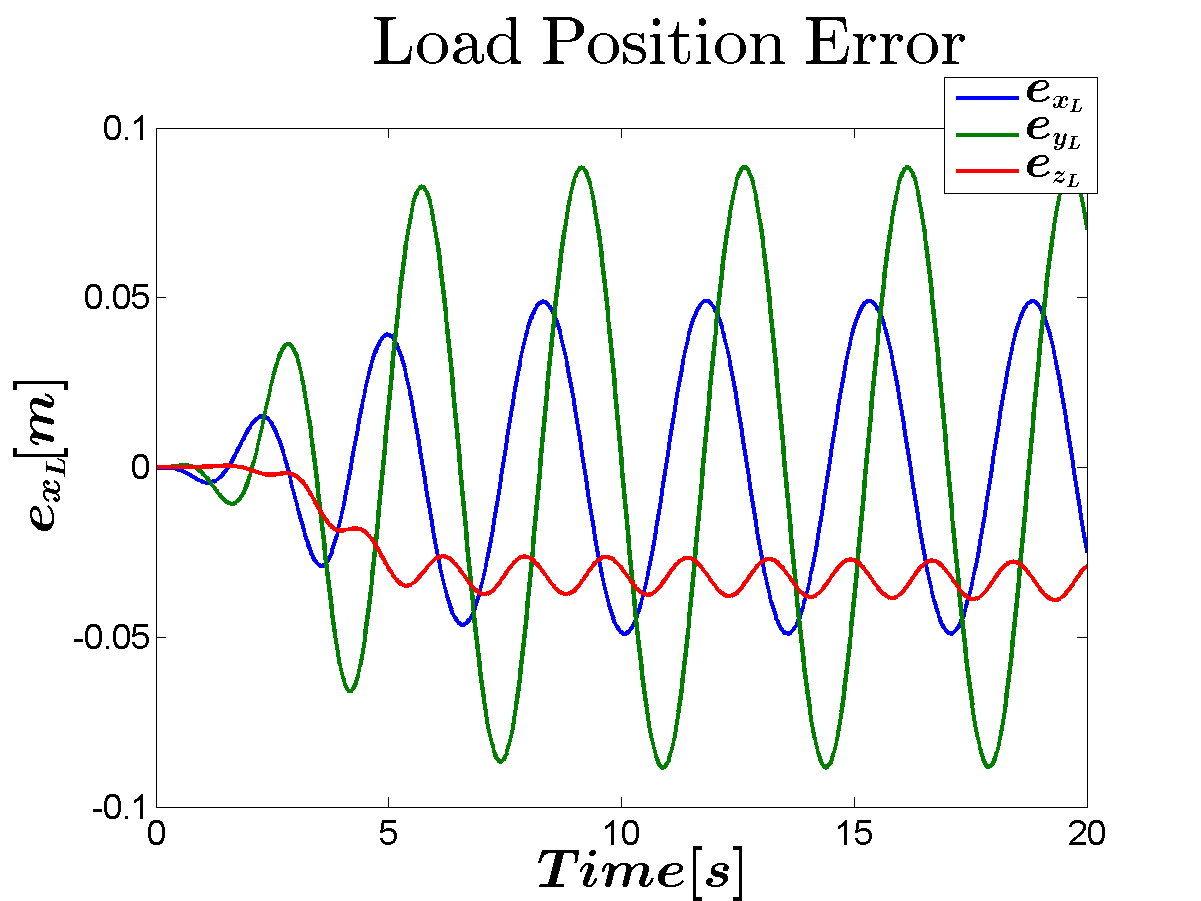 Load Position Error
e_{x_L}
e_{y_L}
e_{z_L}
0.1
0.05
0
-0.05
-0.1
e_{x_L}[m]
0 5 10 15 20
Time[s]